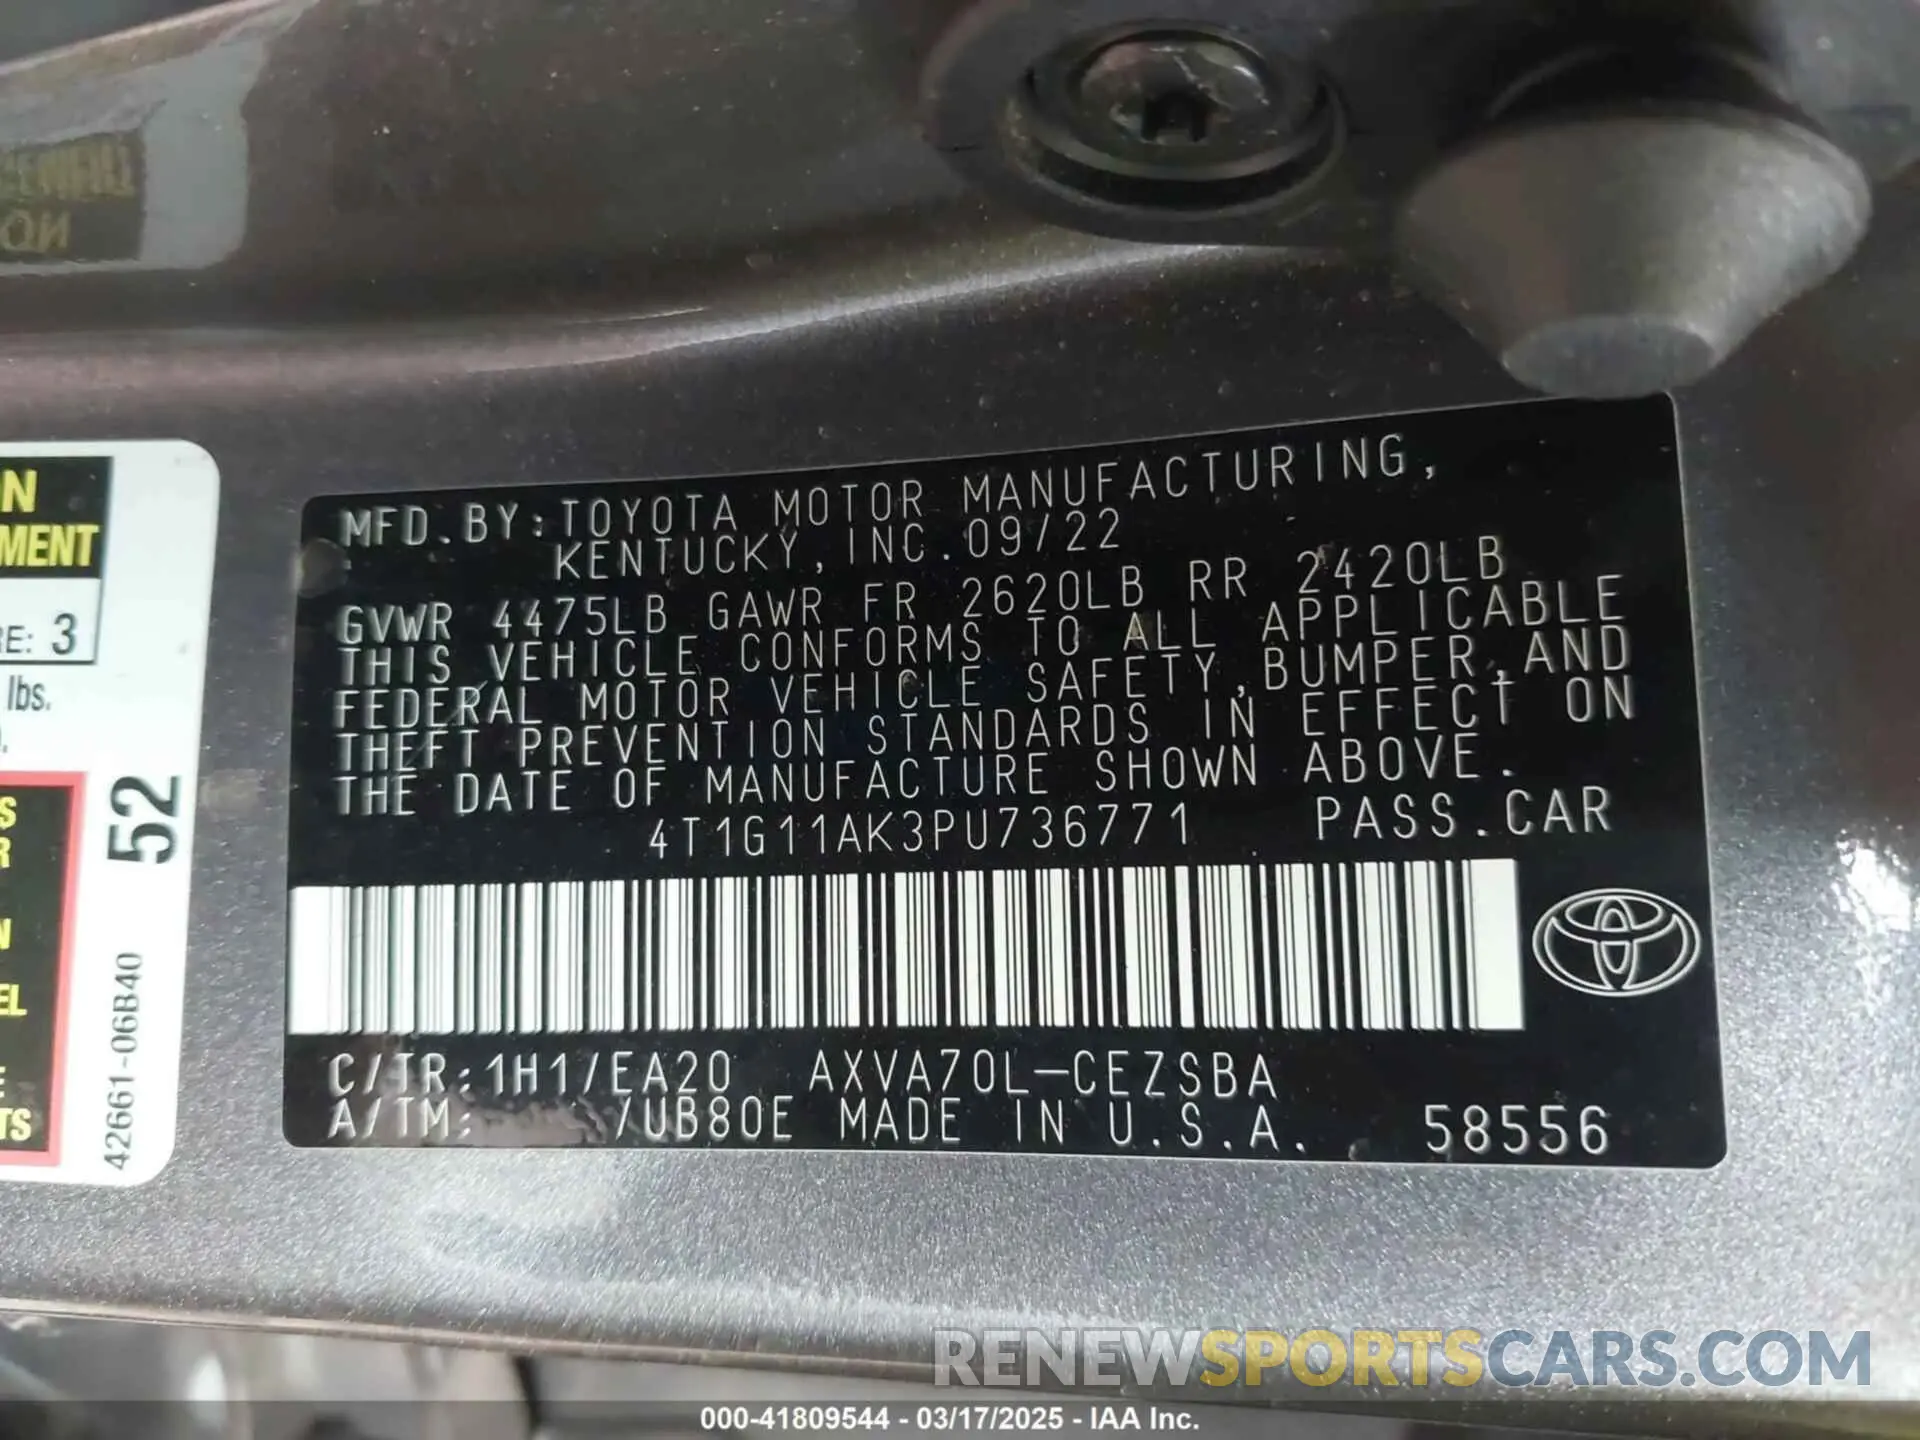 MFD.BY:TOYOTA MOTOR MANUFACTURING,
KENTUCKY, INC.09/22
GVWR 4475LB GAWR FR 2620LB RR 2420LB
THIS VEHICLE CONFORMS TO ALL APPLICABLE
FEDERAL MOTOR VEHICLE SAFETY,BUMPER,AND
THEFT PREVENTION STANDARDS IN EFFECT ON
THE DATE OF MANUFACTURE SHOWN ABOVE.
4T1G11AK3PU736771 PASS.CAR
C/TR:1H1/EA20 AXVA70L-CEZSBA
A/TM: /UB80E MADE IN U.S.A. 58556
N
MENT
RE: 3
lbs.
52
42661-06B40
S
R
N
EL
E
TS
RENEWSPORTSCARS.COM
000-41809544 - 03/17/2025 - IAA Inc.